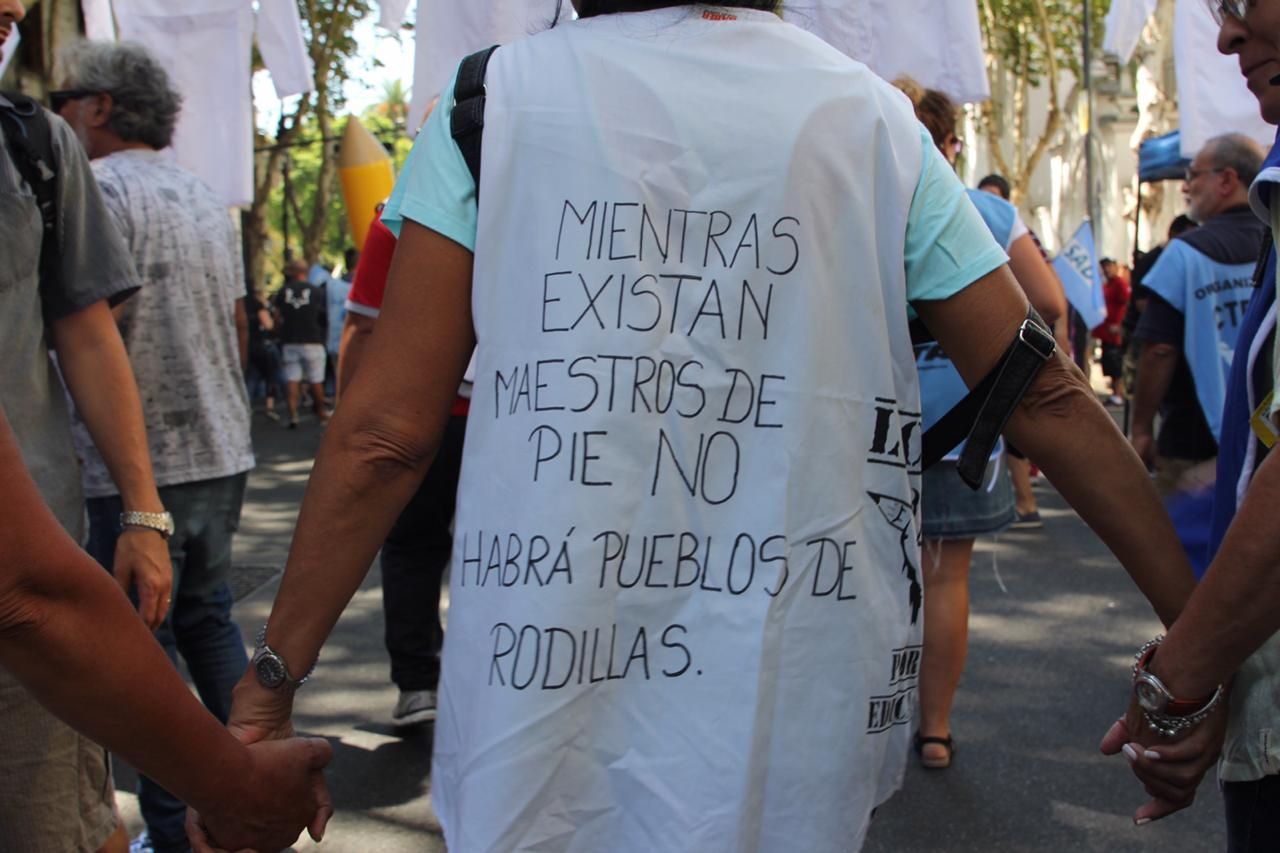 MIENTRAS
EXISTAN
MAESTROS DE
PIE NO
HABRÁ PUEBLOS DE
RODILLAS.